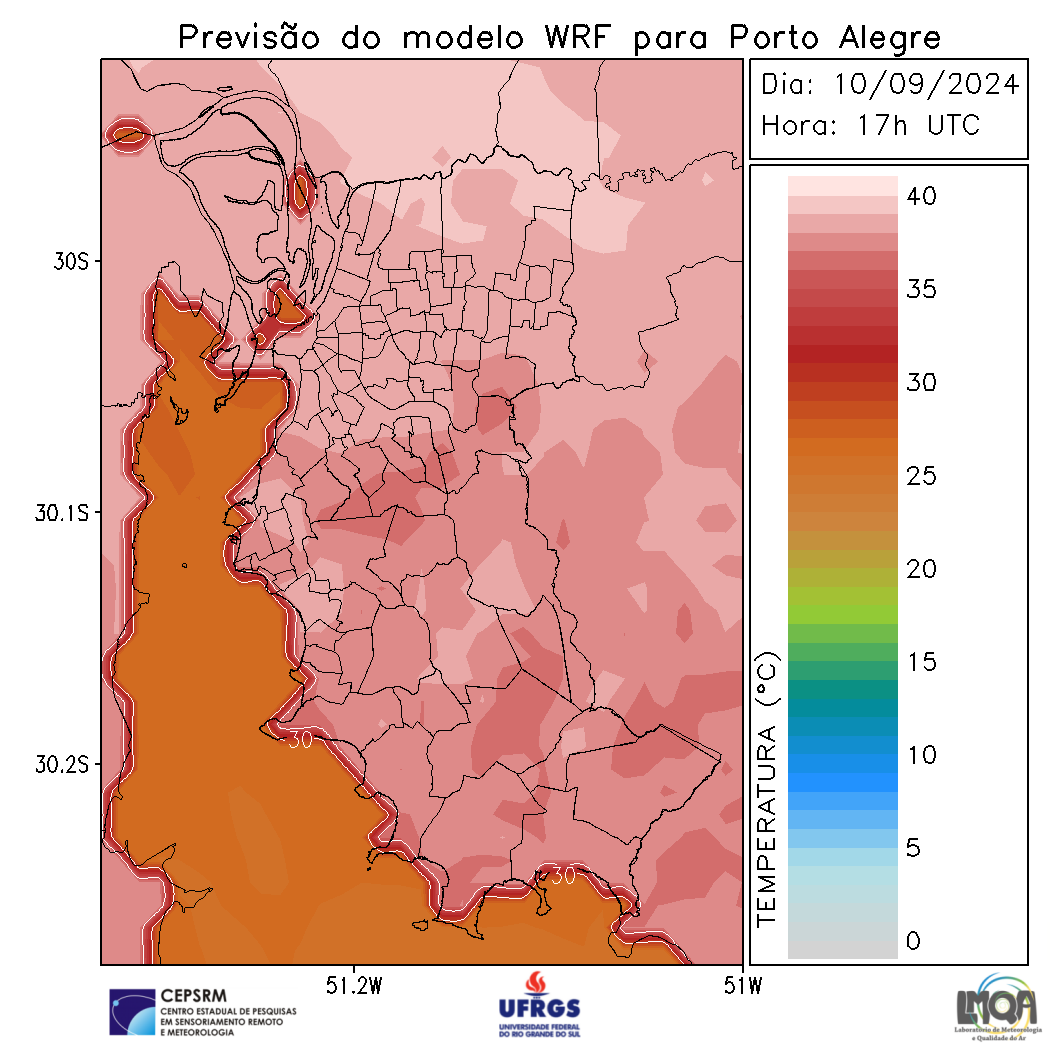 Previsão do modelo WRF para Porto Alegre
Dia: 10/09/2024
Hora: 17h UTC
40
35
30
25
20
15
10
5
0
TEMPERATURA (°C)
30S
30.1S
30.2S
30
30
51.2W
51W
CEPSRM
CENTRO ESTADUAL DE PESQUISAS
EM SENSORIAMENTO REMOTO
E METEOROLOGIA
UFRGS
UNIVERSIDADE FEDERAL
DO RIO GRANDE DO SUL
LMQA
Laboratório de Meteorologia
e Qualidade do Ar